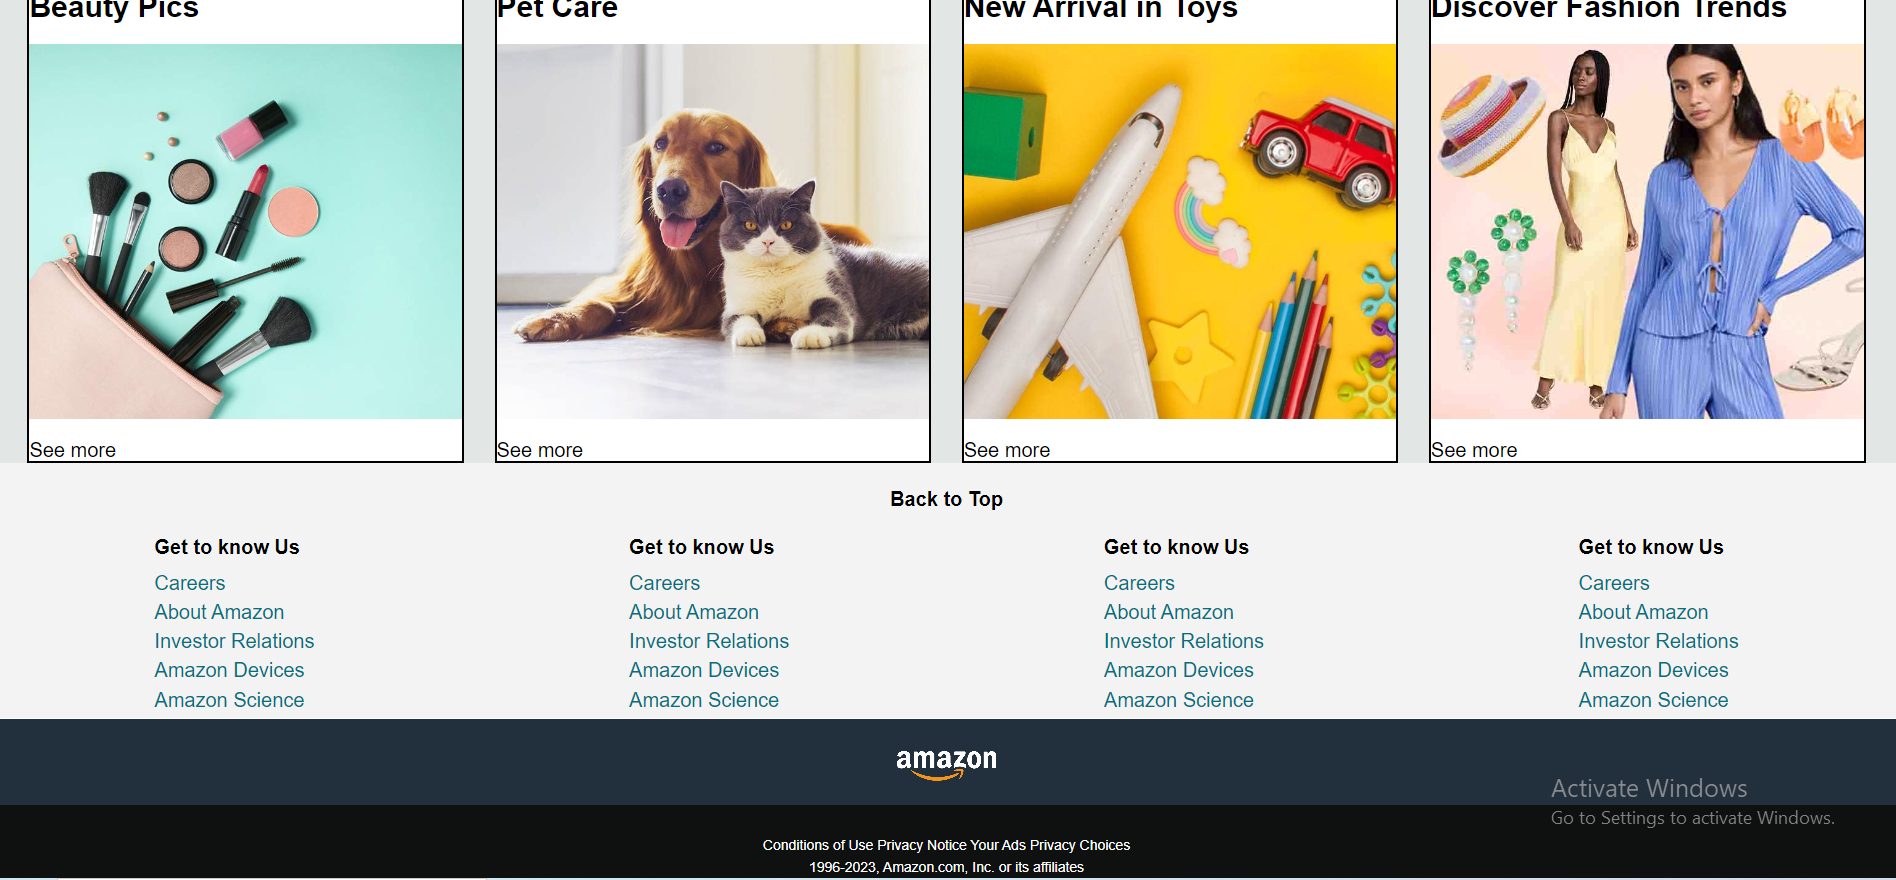 Beauty Pics
Pet Care
New Arrival in Toys
Discover Fashion Trends
See more
See more
See more
See more
Back to Top
Get to know Us
Careers
About Amazon
Investor Relations
Amazon Devices
Amazon Science
Get to know Us
Careers
About Amazon
Investor Relations
Amazon Devices
Amazon Science
Get to know Us
Careers
About Amazon
Investor Relations
Amazon Devices
Amazon Science
Get to know Us
Careers
About Amazon
Investor Relations
Amazon Devices
Amazon Science
amazon
Activate Windows
Go to Settings to activate Windows.
Conditions of Use Privacy Notice Your Ads Privacy Choices
1996-2023, Amazon.com, Inc. or its affiliates